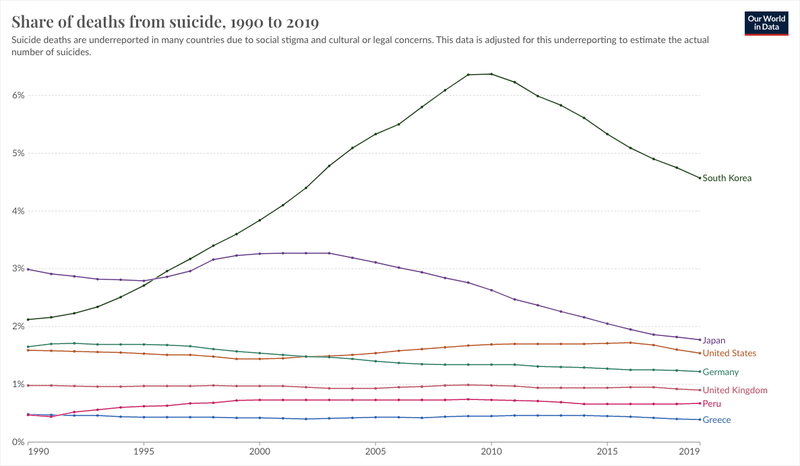 Share of deaths from suicide, 1990 to 2019
Our World
in Data
Suicide deaths are underreported in many countries due to social stigma and cultural or legal concerns. This data is adjusted for this underreporting to estimate the actual
number of suicides.
6%
5%
South Korea
4%
3%
2%
Japan
United States
Germany
1%
United Kingdom
Peru
Greece
0%
1990 1995 2000 2005 2010 2015 2019